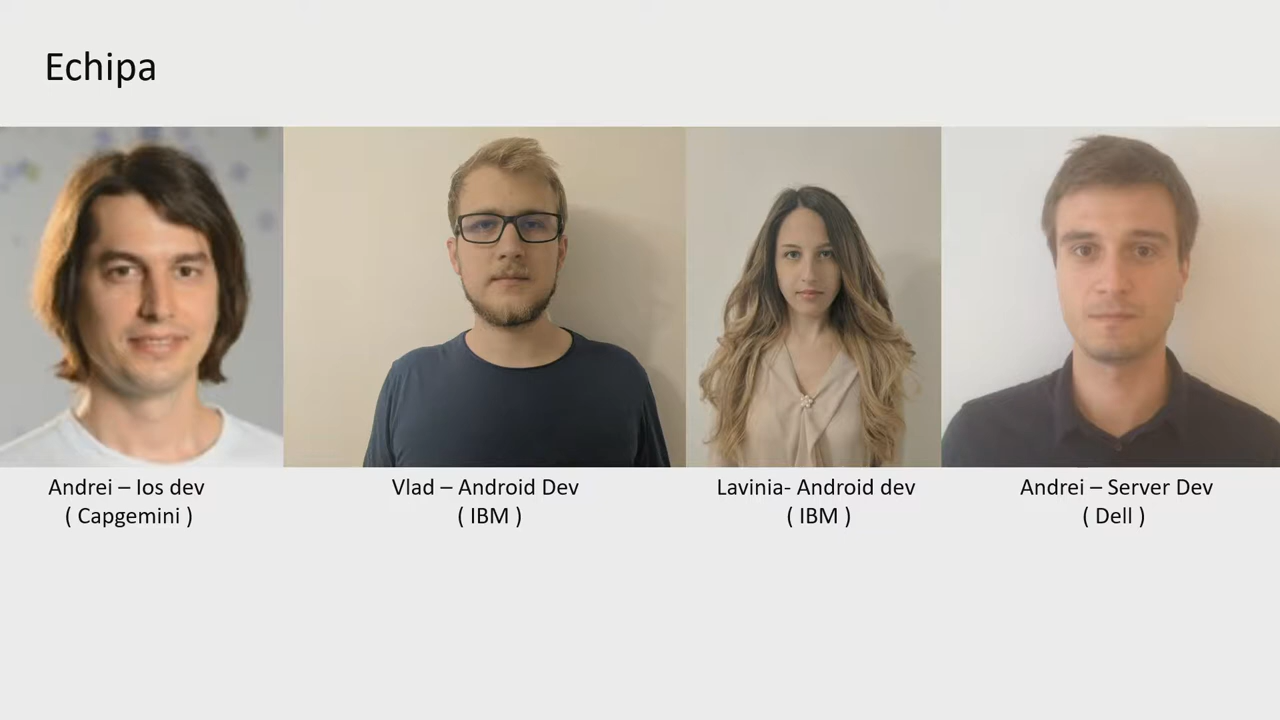 Echipa
Andrei – Ios dev
( Capgemini )
Vlad – Android Dev
( IBM )
Lavinia- Android dev
( IBM )
Andrei – Server Dev
( Dell )